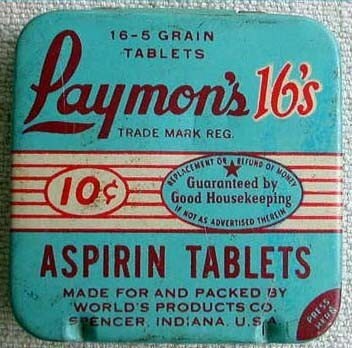 16-5 GRAIN
TABLETS
Laymon's 16's
TRADE MARK REG.
10¢
REPLACEMENT OR REFUND OF MONEY
Guaranteed by
Good Housekeeping
IF NOT AS ADVERTISED THEREIN
ASPIRIN TABLETS
MADE FOR AND PACKED BY
WORLD'S PRODUCTS CO.
SPENCER, INDIANA. U.S.A.
PRESS
HERE